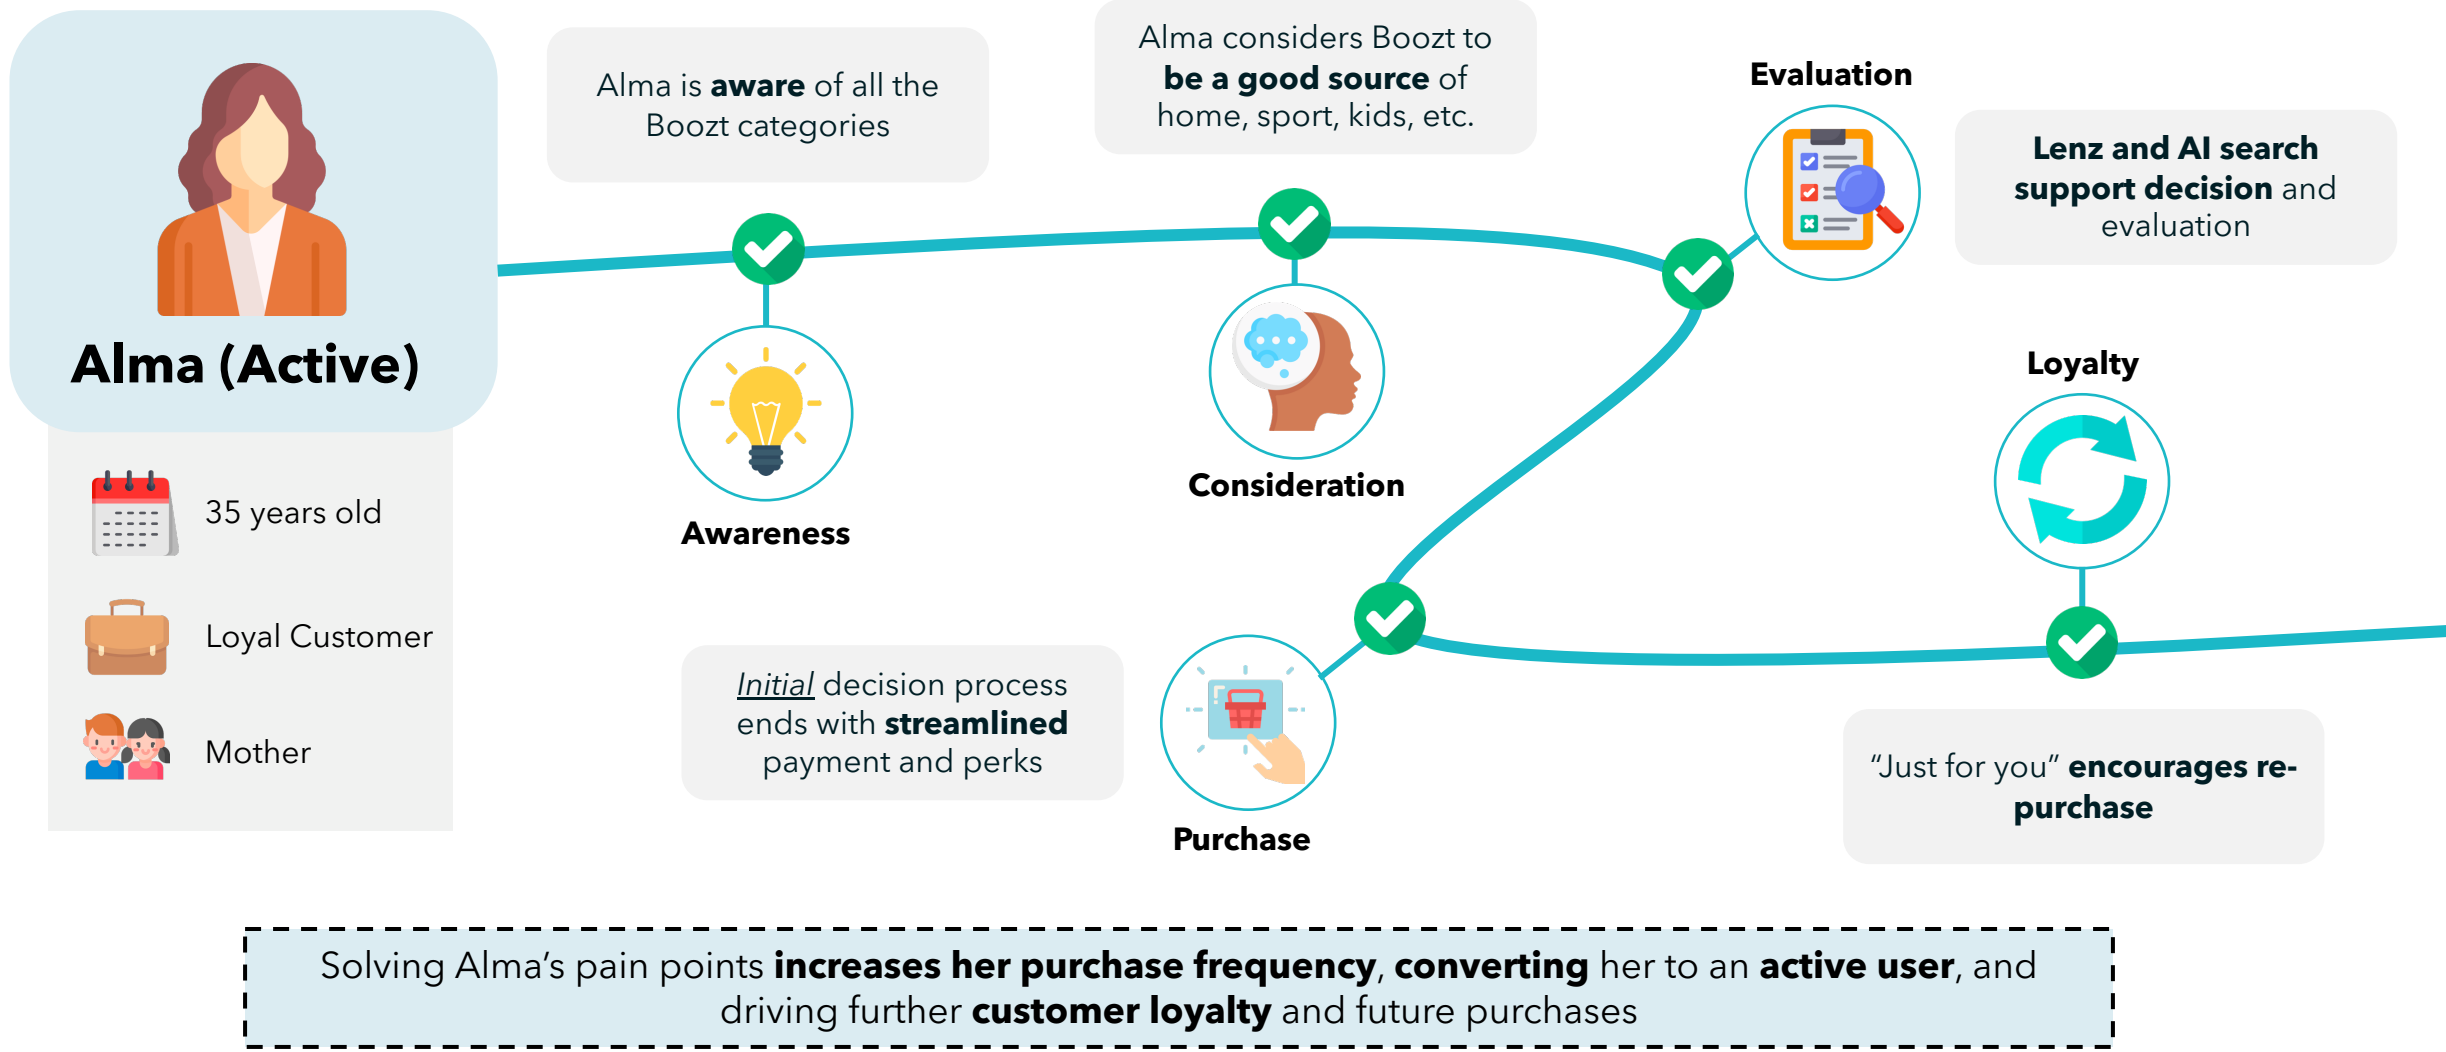 Alma (Active)
35 years old
Loyal Customer
Mother
Alma is aware of all the
Boozt categories
Awareness
Alma considers Boozt to
be a good source of
home, sport, kids, etc.
Consideration
Evaluation
Lenz and AI search
support decision and
evaluation
Initial decision process
ends with streamlined
payment and perks
Purchase
Loyalty
“Just for you” encourages re-
purchase
Solving Alma’s pain points increases her purchase frequency, converting her to an active user, and
driving further customer loyalty and future purchases